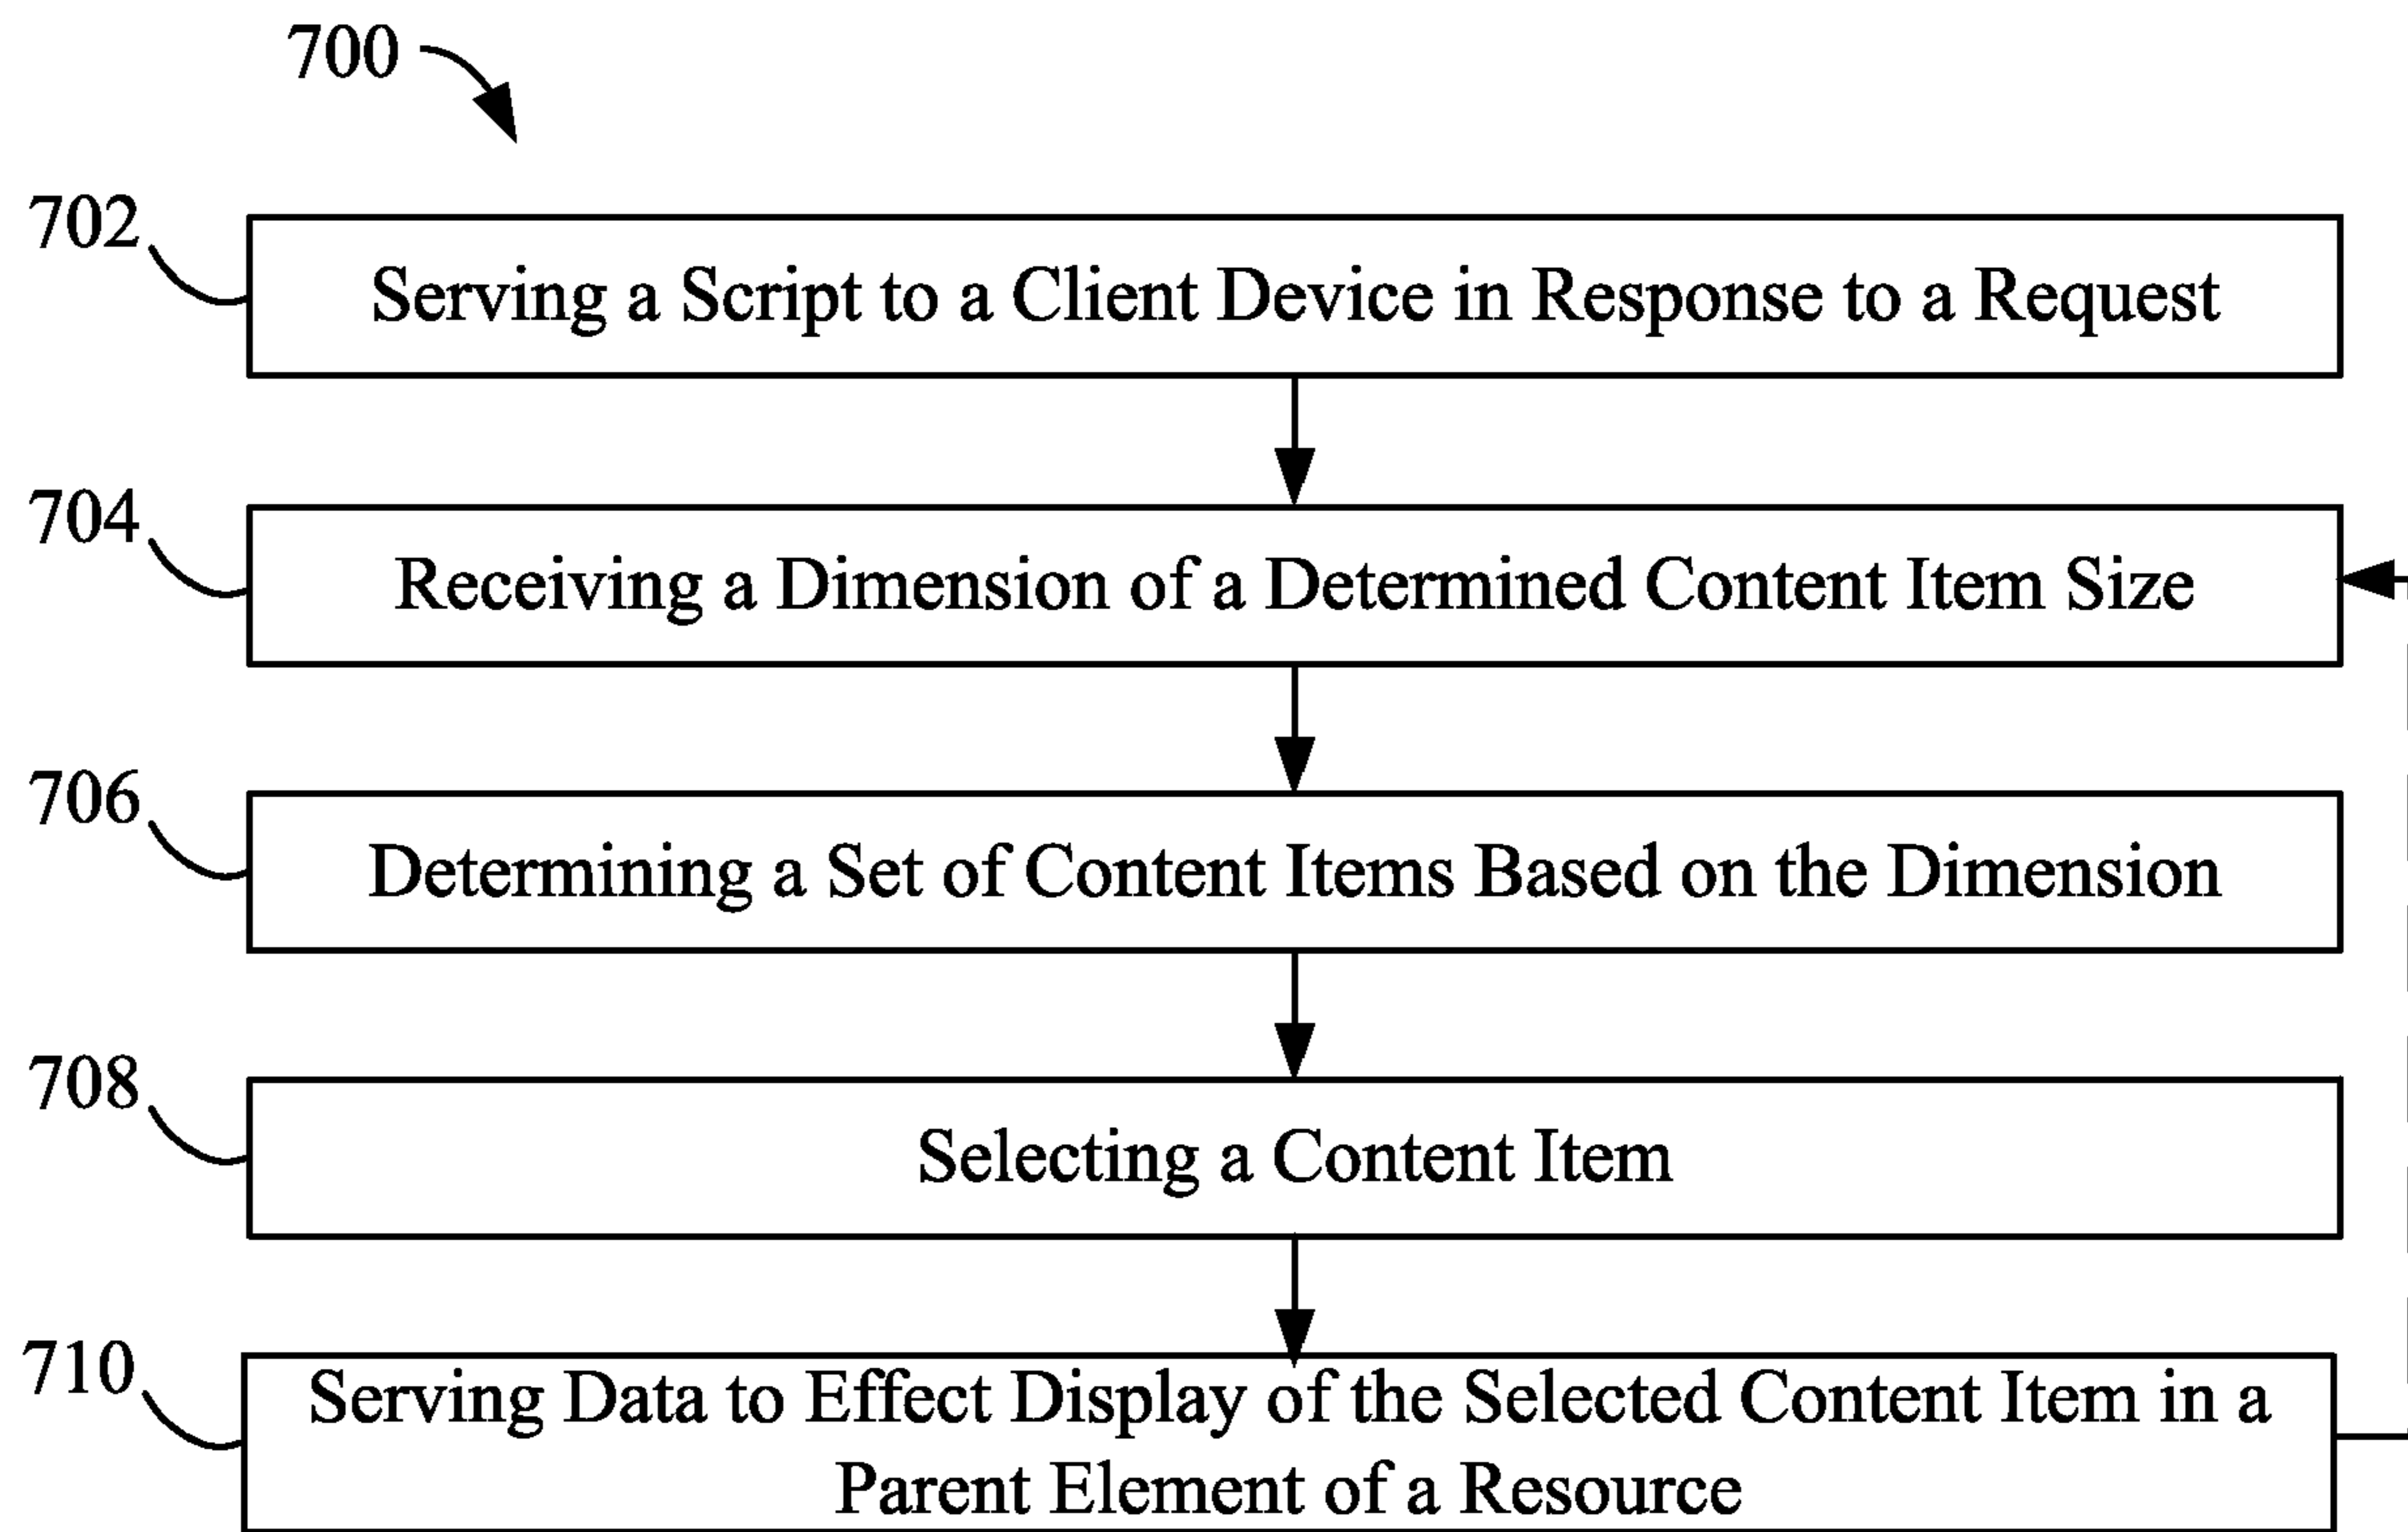 700
702
Serving a Script to a Client Device in Response to a Request
704
Receiving a Dimension of a Determined Content Item Size
706
Determining a Set of Content Items Based on the Dimension
708
Selecting a Content Item
710
Serving Data to Effect Display of the Selected Content Item in a
Parent Element of a Resource